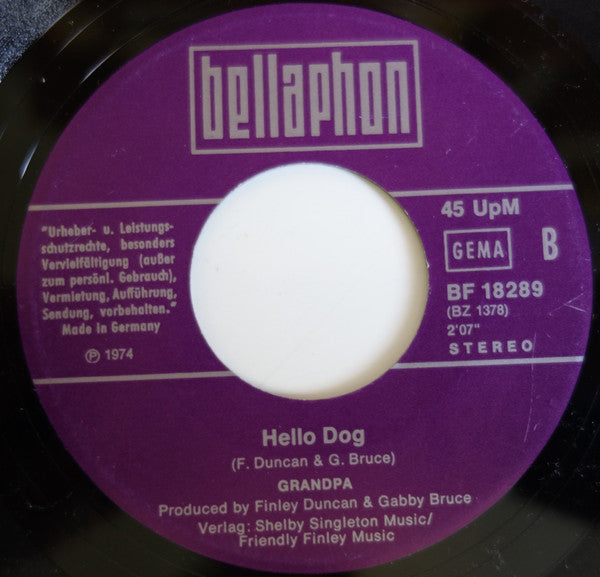 bellaphon
"Urheber- u. Leistungs-
schutzrechte, besonders
Vervielfältigung (außer
zum persönl. Gebrauch),
Vermietung, Aufführung,
Sendung, vorbehalten."
Made in Germany
Ⓟ 1974
45 UpM
GEMA B
BF 18289
(BZ 1378)
2'07"
STEREO
Hello Dog
(F. Duncan & G. Bruce)
GRANDPA
Produced by Finley Duncan & Gabby Bruce
Verlag: Shelby Singleton Music/
Friendly Finley Music